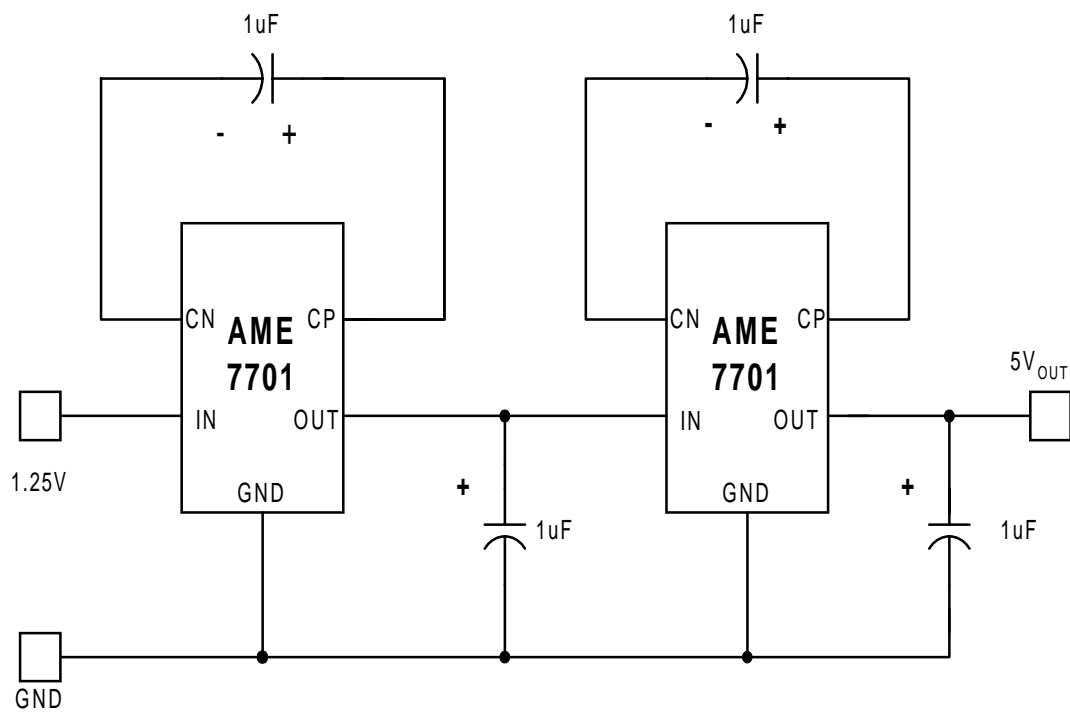 1uF
1uF
- +
- +
CN AME CP
7701
CN AME CP
7701
5VOUT
IN OUT
IN OUT
1.25V
GND
GND
+
+
1uF
1uF
GND